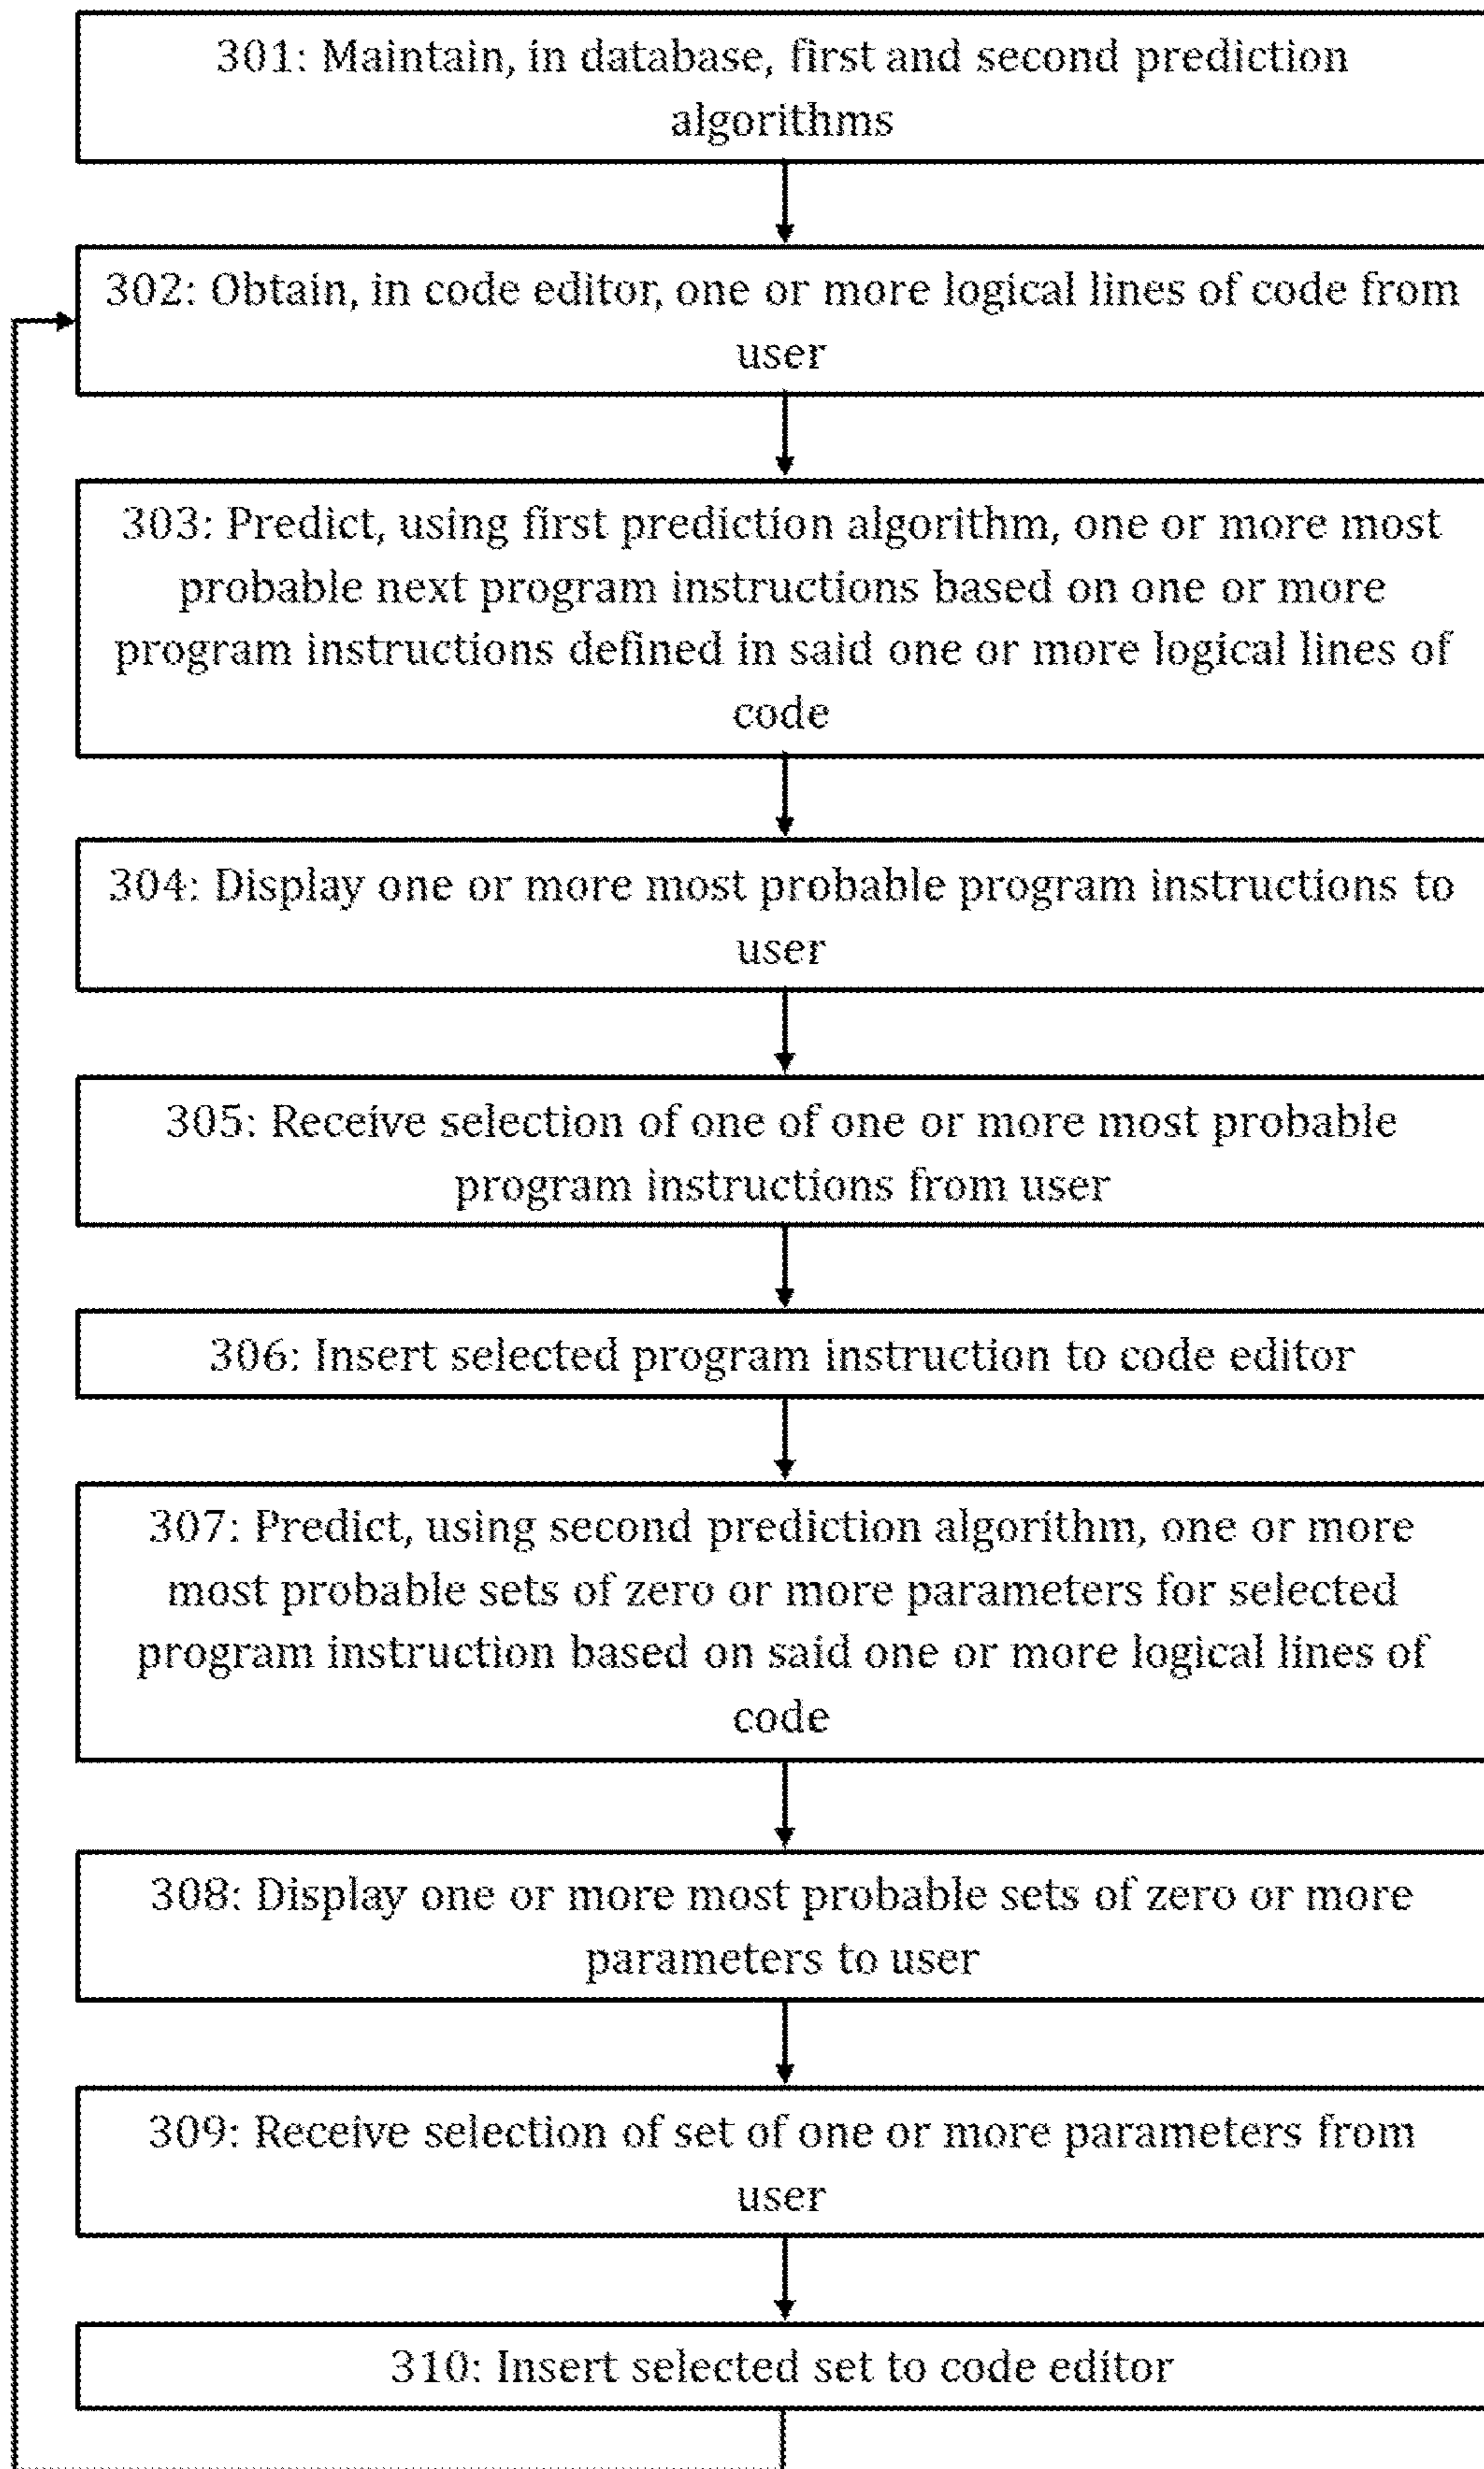 301: Maintain, in database, first and second prediction
algorithms
302: Obtain, in code editor, one or more logical lines of code from
user
303: Predict, using first prediction algorithm, one or more most
probable next program instructions based on one or more
program instructions defined in said one or more logical lines of
code
304: Display one or more most probable program instructions to
user
305: Receive selection of one of one or more most probable
program instructions from user
306: Insert selected program instruction to code editor
307: Predict, using second prediction algorithm, one or more
most probable sets of zero or more parameters for selected
program instruction based on said one or more logical lines of
code
308: Display one or more most probable sets of zero or more
parameters to user
309: Receive selection of set of one or more parameters from
user
310: Insert selected set to code editor